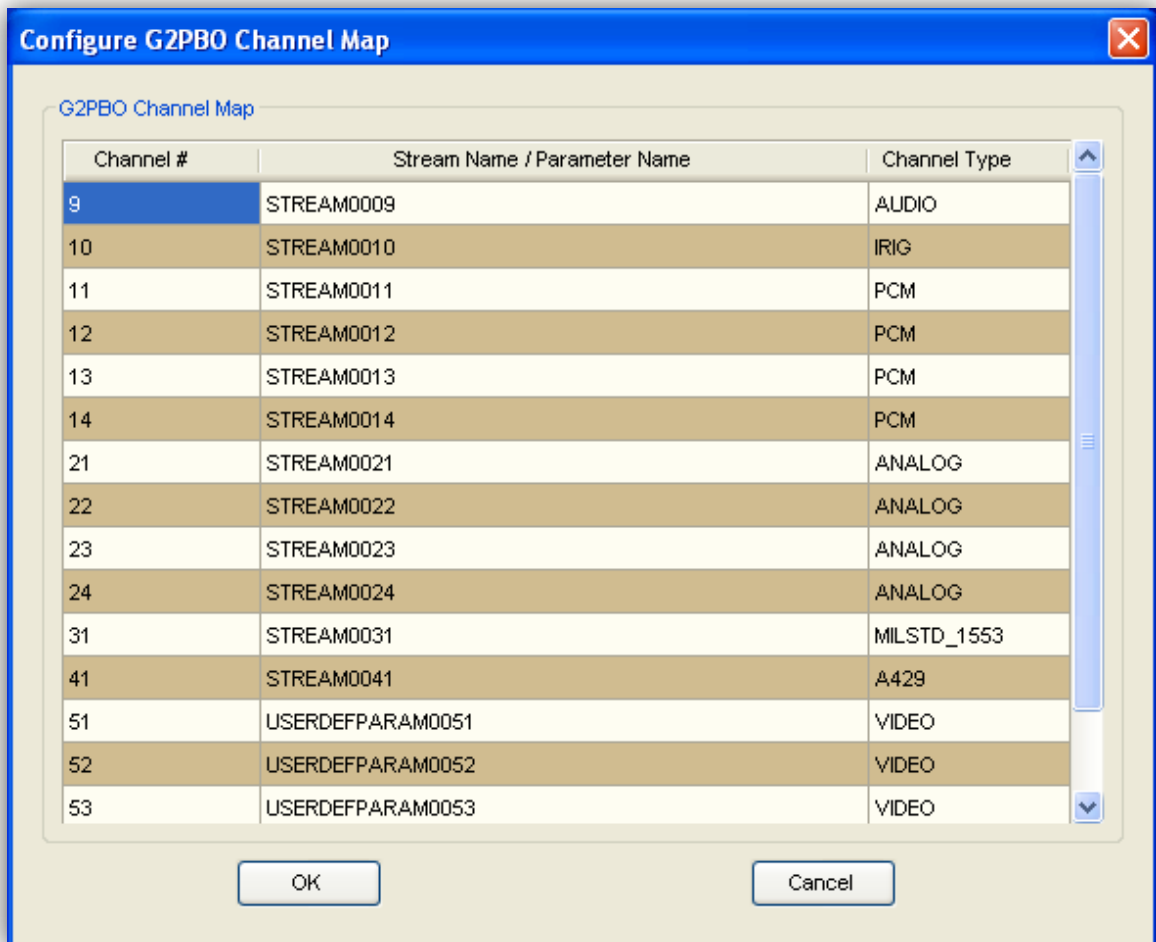 Configure G2PBO Channel Map
G2PBO Channel Map
Channel # Stream Name / Parameter Name Channel Type
9 STREAM0009 AUDIO
10 STREAM0010 IRIG
11 STREAM0011 PCM
12 STREAM0012 PCM
13 STREAM0013 PCM
14 STREAM0014 PCM
21 STREAM0021 ANALOG
22 STREAM0022 ANALOG
23 STREAM0023 ANALOG
24 STREAM0024 ANALOG
31 STREAM0031 MILSTD_1553
41 STREAM0041 A429
51 USERDEFPARAM0051 VIDEO
52 USERDEFPARAM0052 VIDEO
53 USERDEFPARAM0053 VIDEO
OK Cancel